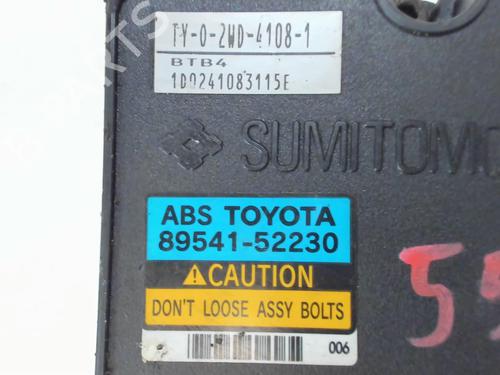 TY-0-2WD-4108-1
BTB4
1D0241083115E
SUMITOMO
ABS TOYOTA
89541-52230
CAUTION
DON'T LOOSE ASSY BOLTS
006